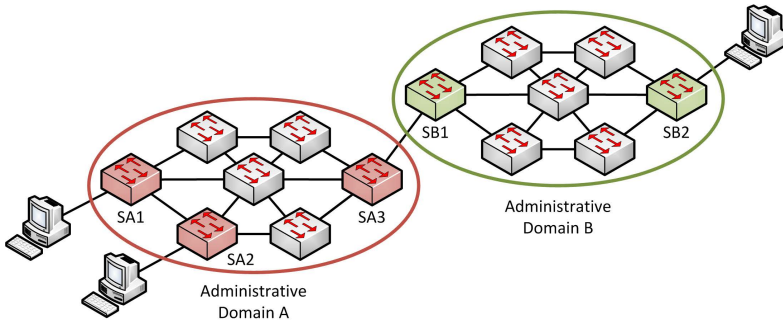 SB1
SB2
SA1
SA3
SA2
Administrative
Domain B
Administrative
Domain A